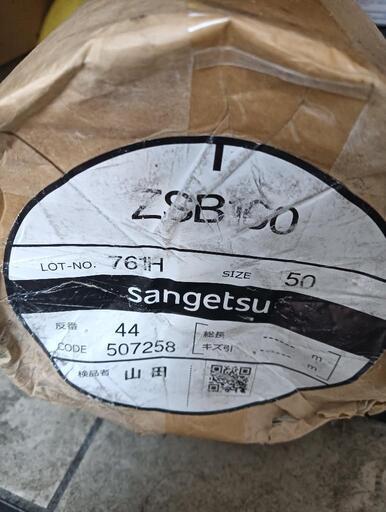 ZSB100
LOT-NO. 761H SIZE 50
sangetsu
反番 44 総長 m
CODE 507258 キズ引 m
検品者 山田